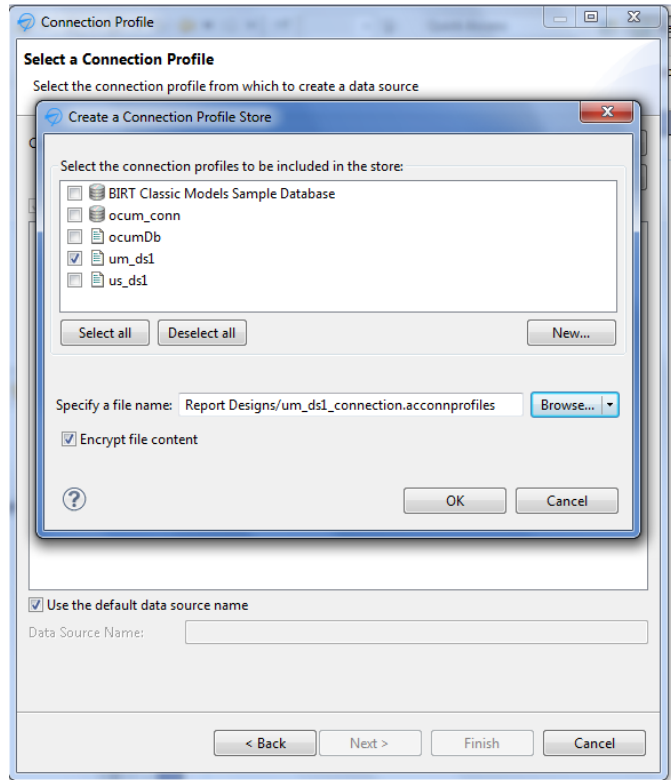 Connection Profile
Select a Connection Profile
Select the connection profile from which to create a data source
Create a Connection Profile Store
Select the connection profiles to be included in the store:
BIRT Classic Models Sample Database
ocum_conn
ocumDb
um_ds1
us_ds1
Select all Deselect all New...
Specify a file name: Report Designs/um_ds1_connection.acconnprofiles Browse...
Encrypt file content
? OK Cancel
Use the default data source name
Data Source Name:
< Back Next > Finish Cancel